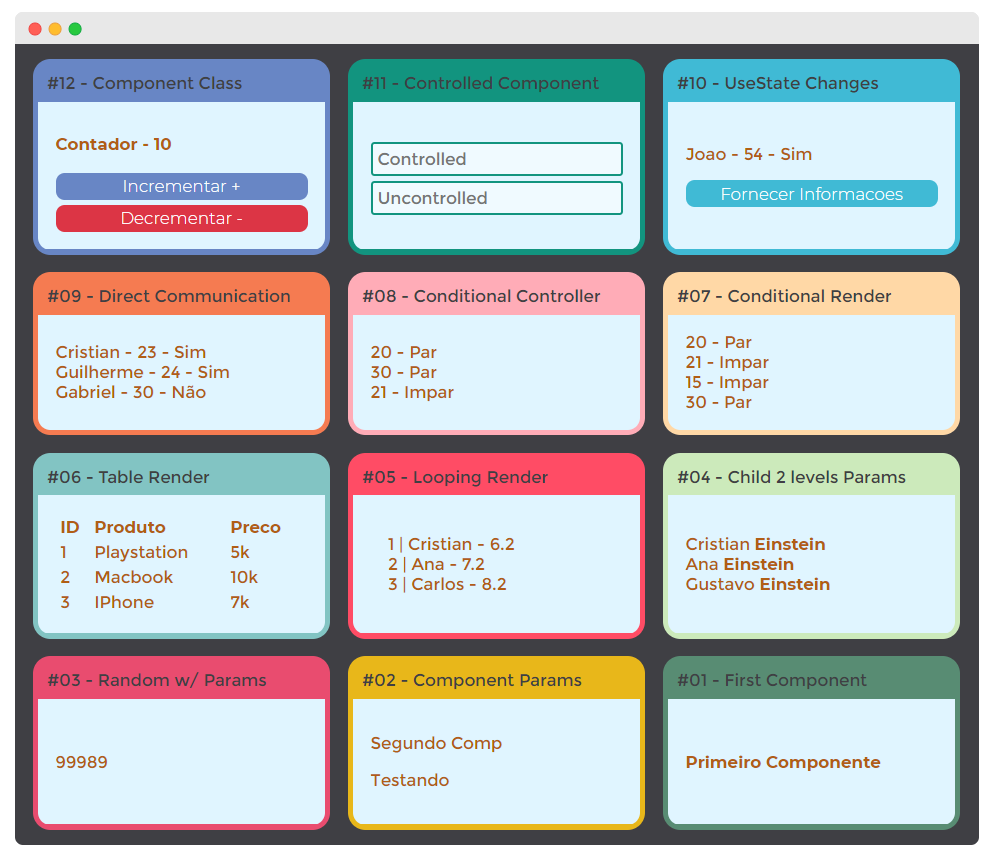 #12 - Component Class
Contador - 10
Incrementar +
Decrementar -
#11 - Controlled Component
Controlled
Uncontrolled
#10 - UseState Changes
Joao - 54 - Sim
Fornecer Informacoes
#09 - Direct Communication
Cristian - 23 - Sim
Guilherme - 24 - Sim
Gabriel - 30 - Não
#08 - Conditional Controller
20 - Par
30 - Par
21 - Impar
#07 - Conditional Render
20 - Par
21 - Impar
15 - Impar
30 - Par
#06 - Table Render
ID Produto Preco
1 Playstation 5k
2 Macbook 10k
3 IPhone 7k
#05 - Looping Render
1 | Cristian - 6.2
2 | Ana - 7.2
3 | Carlos - 8.2
#04 - Child 2 levels Params
Cristian Einstein
Ana Einstein
Gustavo Einstein
#03 - Random w/ Params
99989
#02 - Component Params
Segundo Comp
Testando
#01 - First Component
Primeiro Componente